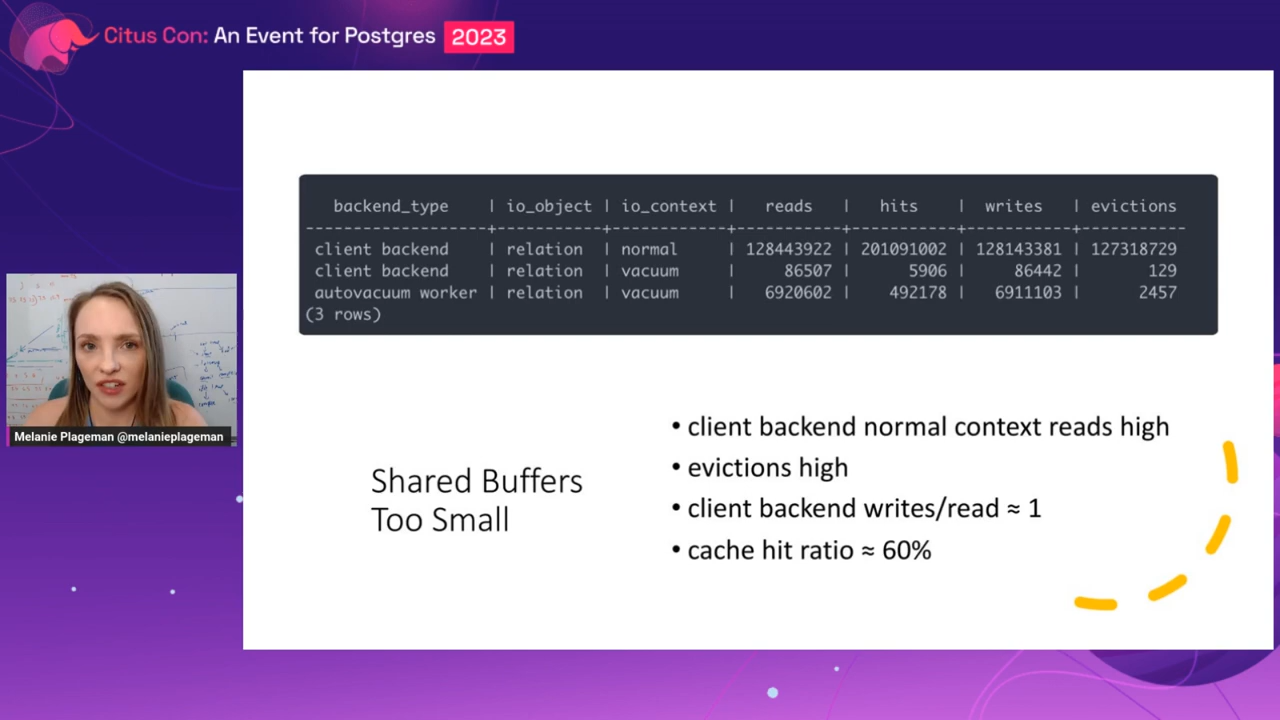 Citus Con: An Event for Postgres 2023
backend_type | io_object | io_context | reads | hits | writes | evictions
-------------------+-----------+------------+-----------+-----------+-----------+-----------
client backend | relation | normal | 128443922 | 201091002 | 128143381 | 127318729
client backend | relation | vacuum | 86507 | 5906 | 86442 | 129
autovacuum worker | relation | vacuum | 6920602 | 492178 | 6911103 | 2457
(3 rows)
Melanie Plageman @melanieplageman
Shared Buffers
Too Small
• client backend normal context reads high
• evictions high
• client backend writes/read ≈ 1
• cache hit ratio ≈ 60%